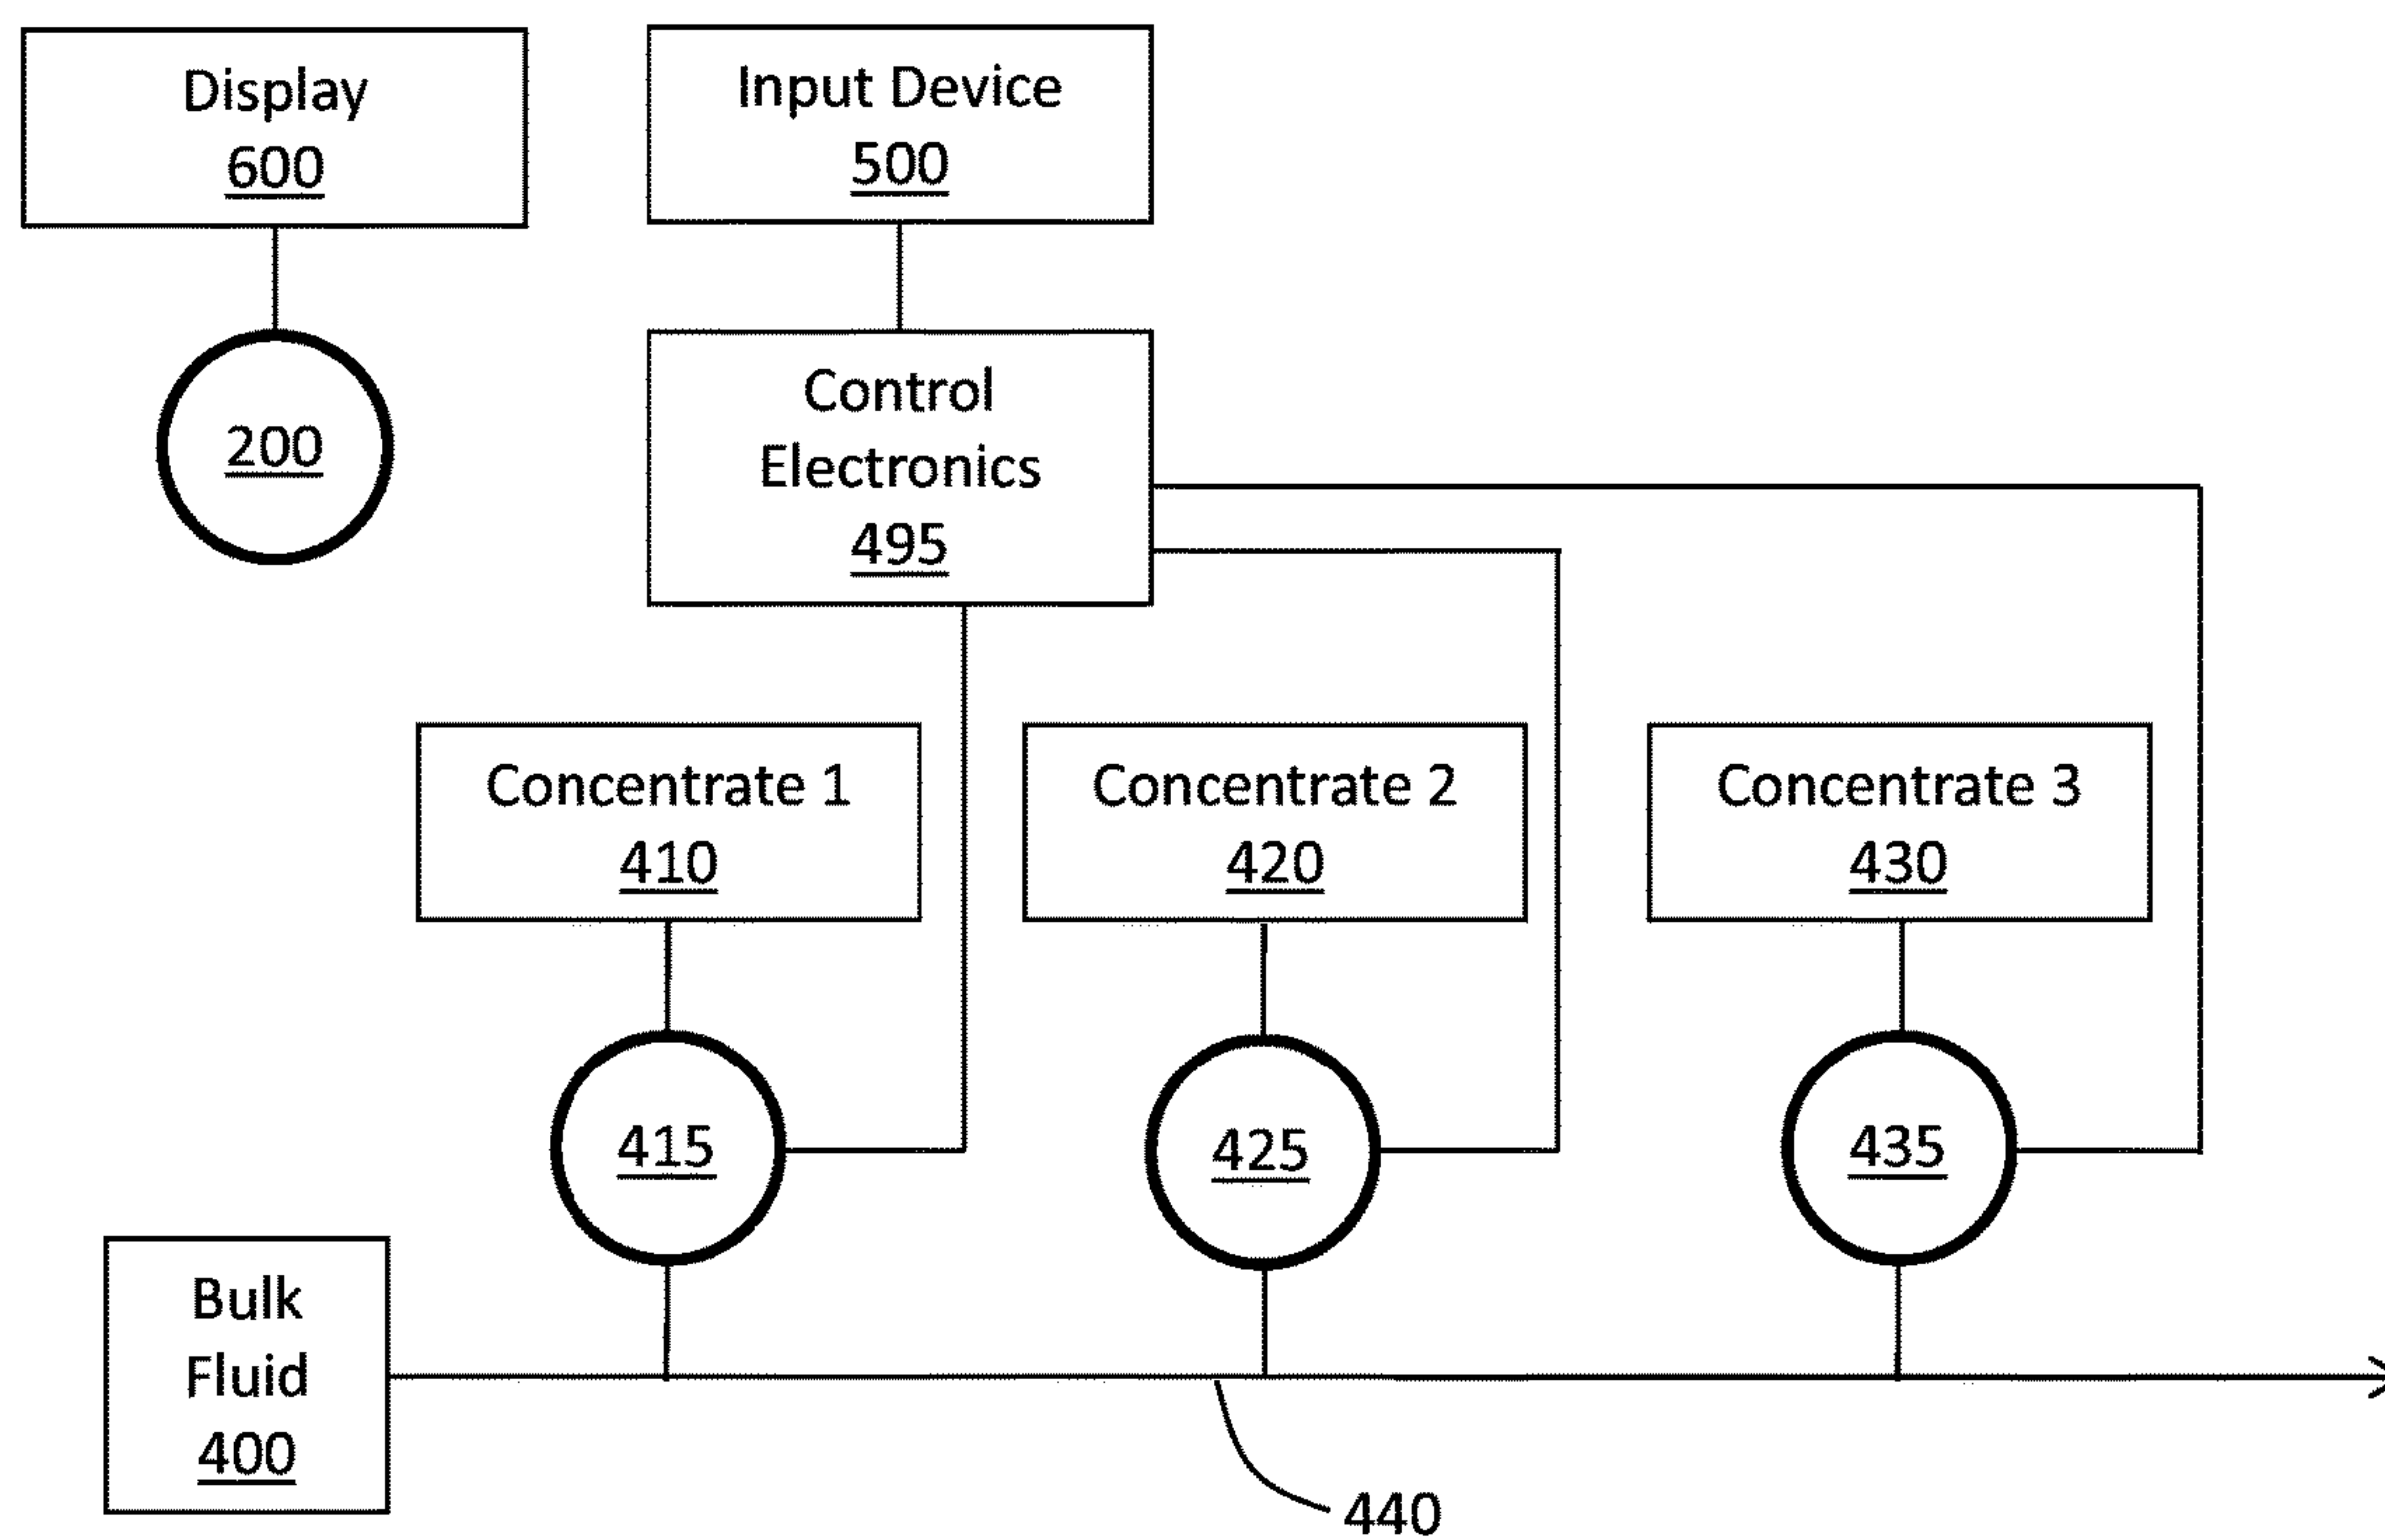 Display
600
Input Device
500
200
Control
Electronics
495
Concentrate 1
410
Concentrate 2
420
Concentrate 3
430
415
425
435
Bulk
Fluid
400
440